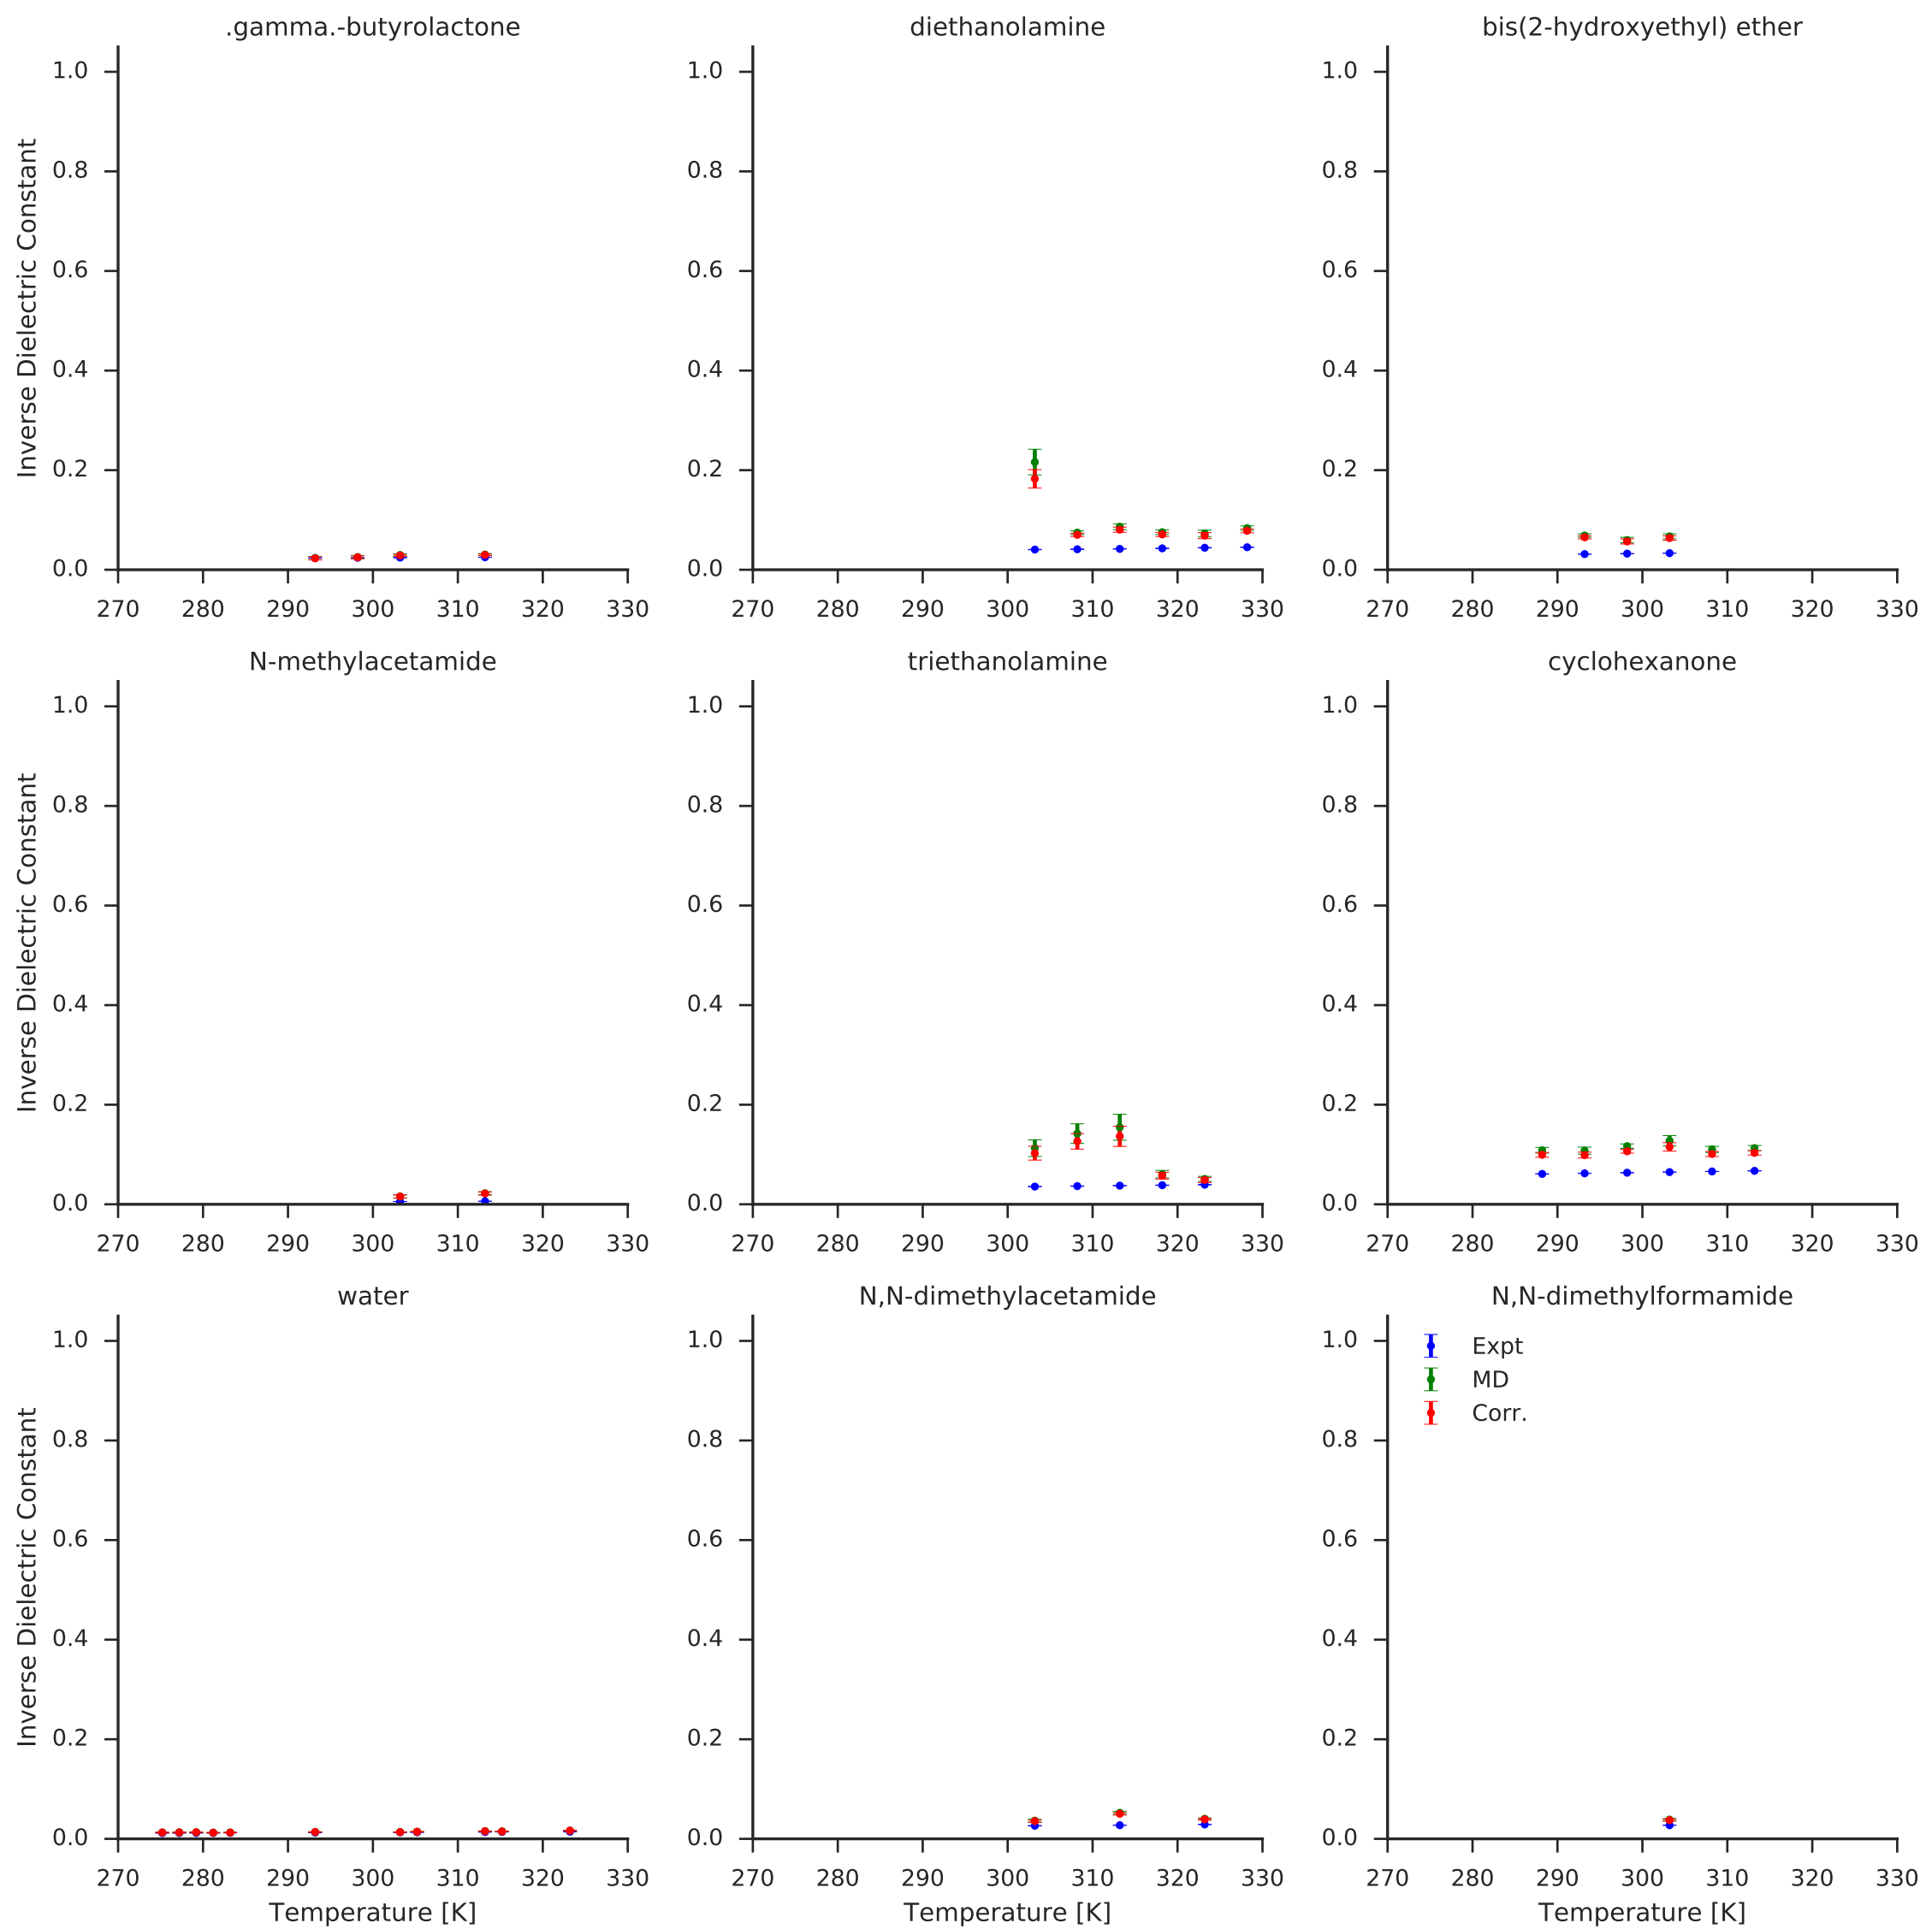 .gamma.-butyrolactone
diethanolamine
bis(2-hydroxyethyl) ether
Inverse Dielectric Constant
1.0
0.8
0.6
0.4
0.2
0.0
270 280 290 300 310 320 330
1.0
0.8
0.6
0.4
0.2
0.0
270 280 290 300 310 320 330
1.0
0.8
0.6
0.4
0.2
0.0
270 280 290 300 310 320 330
N-methylacetamide
triethanolamine
cyclohexanone
Inverse Dielectric Constant
1.0
0.8
0.6
0.4
0.2
0.0
270 280 290 300 310 320 330
1.0
0.8
0.6
0.4
0.2
0.0
270 280 290 300 310 320 330
1.0
0.8
0.6
0.4
0.2
0.0
270 280 290 300 310 320 330
water
N,N-dimethylacetamide
N,N-dimethylformamide
Inverse Dielectric Constant
1.0
0.8
0.6
0.4
0.2
0.0
270 280 290 300 310 320 330
Temperature [K]
1.0
0.8
0.6
0.4
0.2
0.0
270 280 290 300 310 320 330
Temperature [K]
1.0
0.8
0.6
0.4
0.2
0.0
Expt
MD
Corr.
270 280 290 300 310 320 330
Temperature [K]